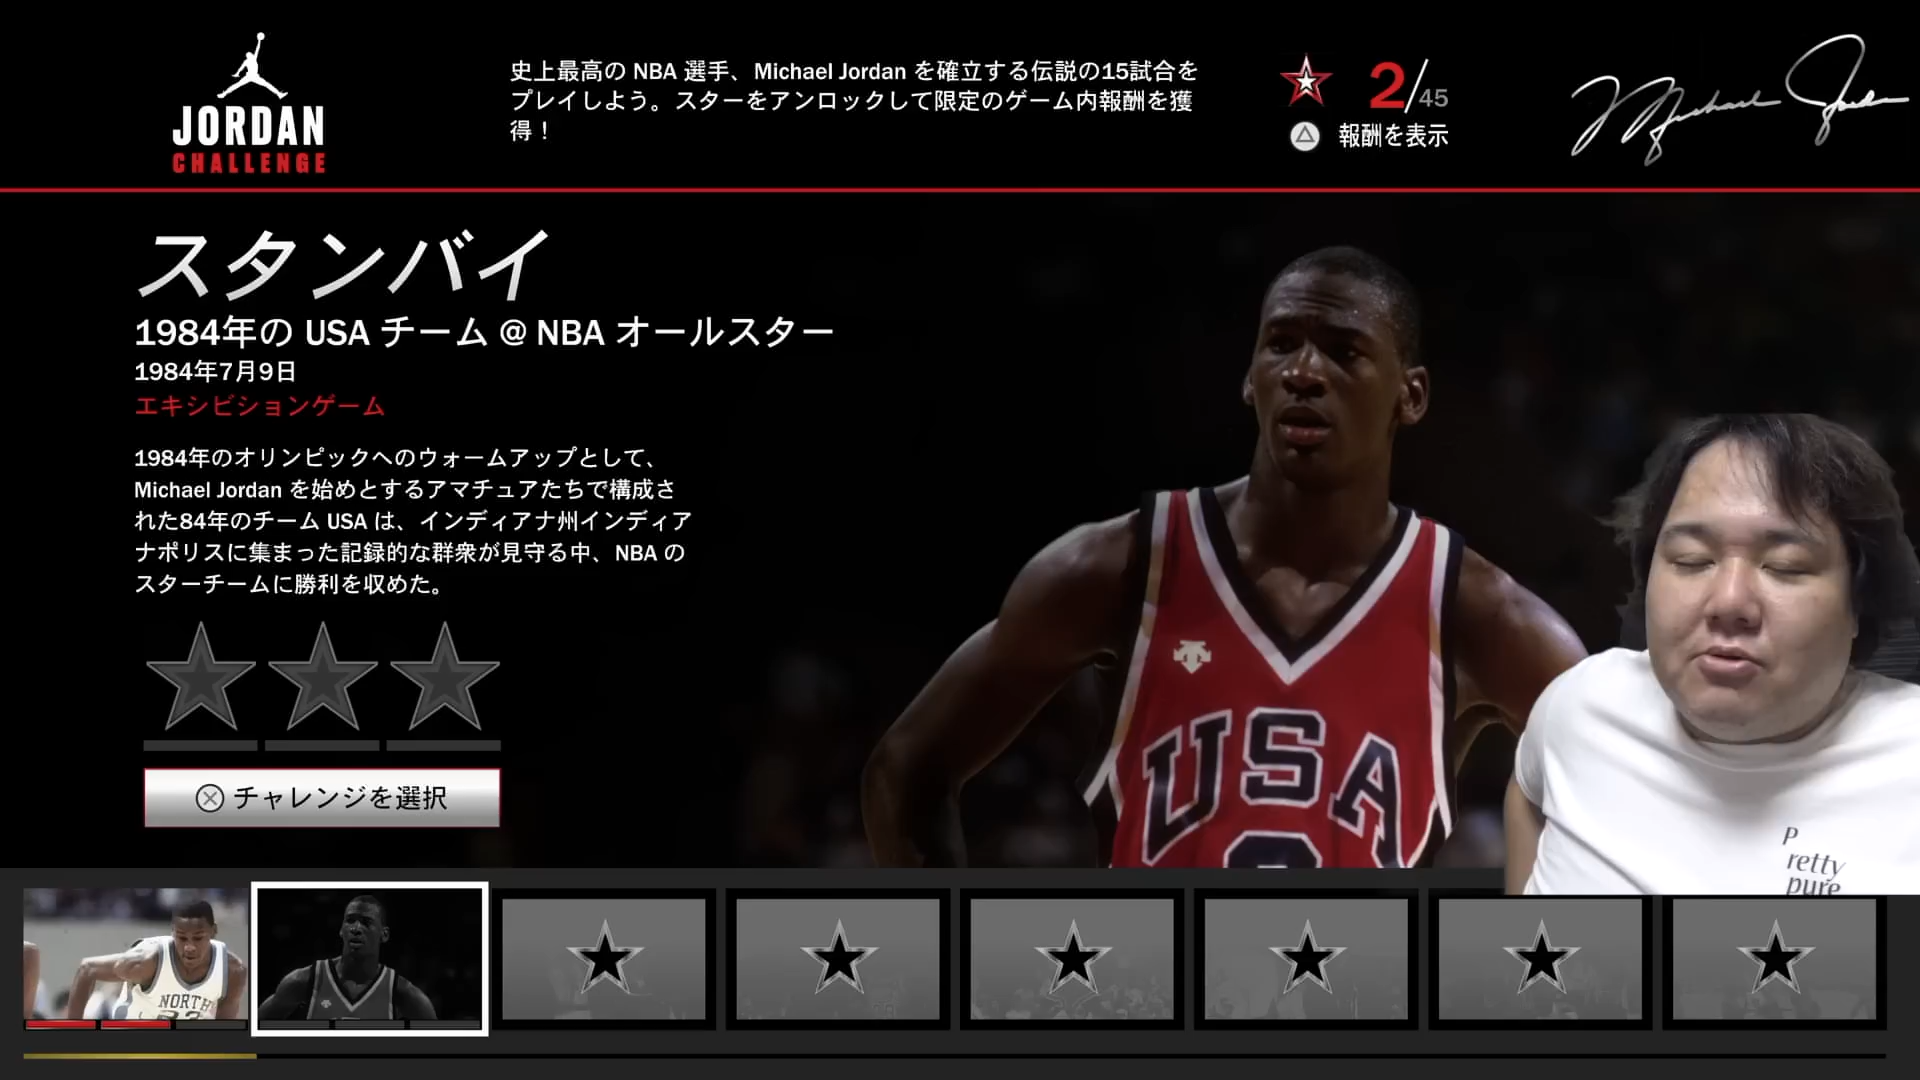 JORDAN
CHALLENGE
史上最高の NBA 選手、Michael Jordan を確立する伝説の15試合を
プレイしよう。スターをアンロックして限定のゲーム内報酬を獲
得！
2/45
報酬を表示
Michael Jordan
スタンバイ
1984年の USA チーム @ NBA オールスター
1984年7月9日
エキシビションゲーム
1984年のオリンピックへのウォームアップとして、
Michael Jordan を始めとするアマチュアたちで構成さ
れた84年のチーム USA は、インディアナ州インディア
ナポリスに集まった記録的な群衆が見守る中、NBA の
スターチームに勝利を収めた。
チャレンジを選択
USA
P
retty
pure
NORTH